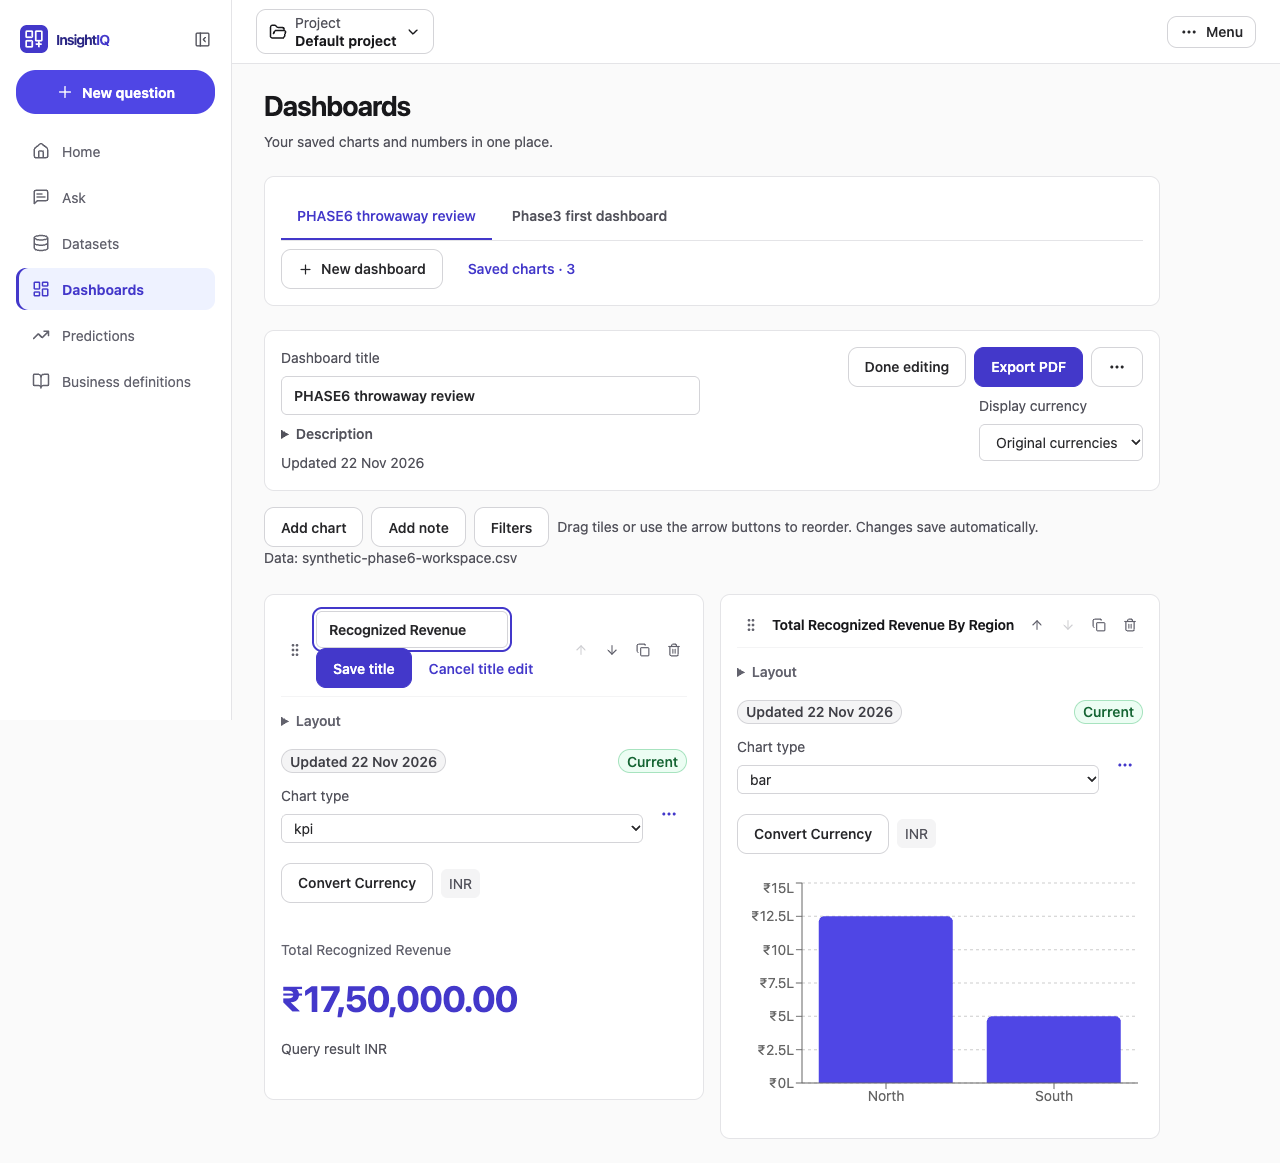 InsightIQ
New question
Home
Ask
Datasets
Dashboards
Predictions
Business definitions
Project
Default project
Menu
Dashboards
Your saved charts and numbers in one place.
PHASE6 throwaway review
Phase3 first dashboard
New dashboard
Saved charts · 3
Dashboard title
PHASE6 throwaway review
Description
Updated 22 Nov 2026
Done editing
Export PDF
Display currency
Original currencies
Add chart
Add note
Filters
Drag tiles or use the arrow buttons to reorder. Changes save automatically.
Data: synthetic-phase6-workspace.csv
Recognized Revenue
Save title
Cancel title edit
Layout
Updated 22 Nov 2026
Current
Chart type
kpi
Convert Currency
INR
Total Recognized Revenue
₹17,50,000.00
Query result INR
Total Recognized Revenue By Region
Layout
Updated 22 Nov 2026
Current
Chart type
bar
Convert Currency
INR
₹15L
₹12.5L
₹10L
₹7.5L
₹5L
₹2.5L
₹0L
North
South